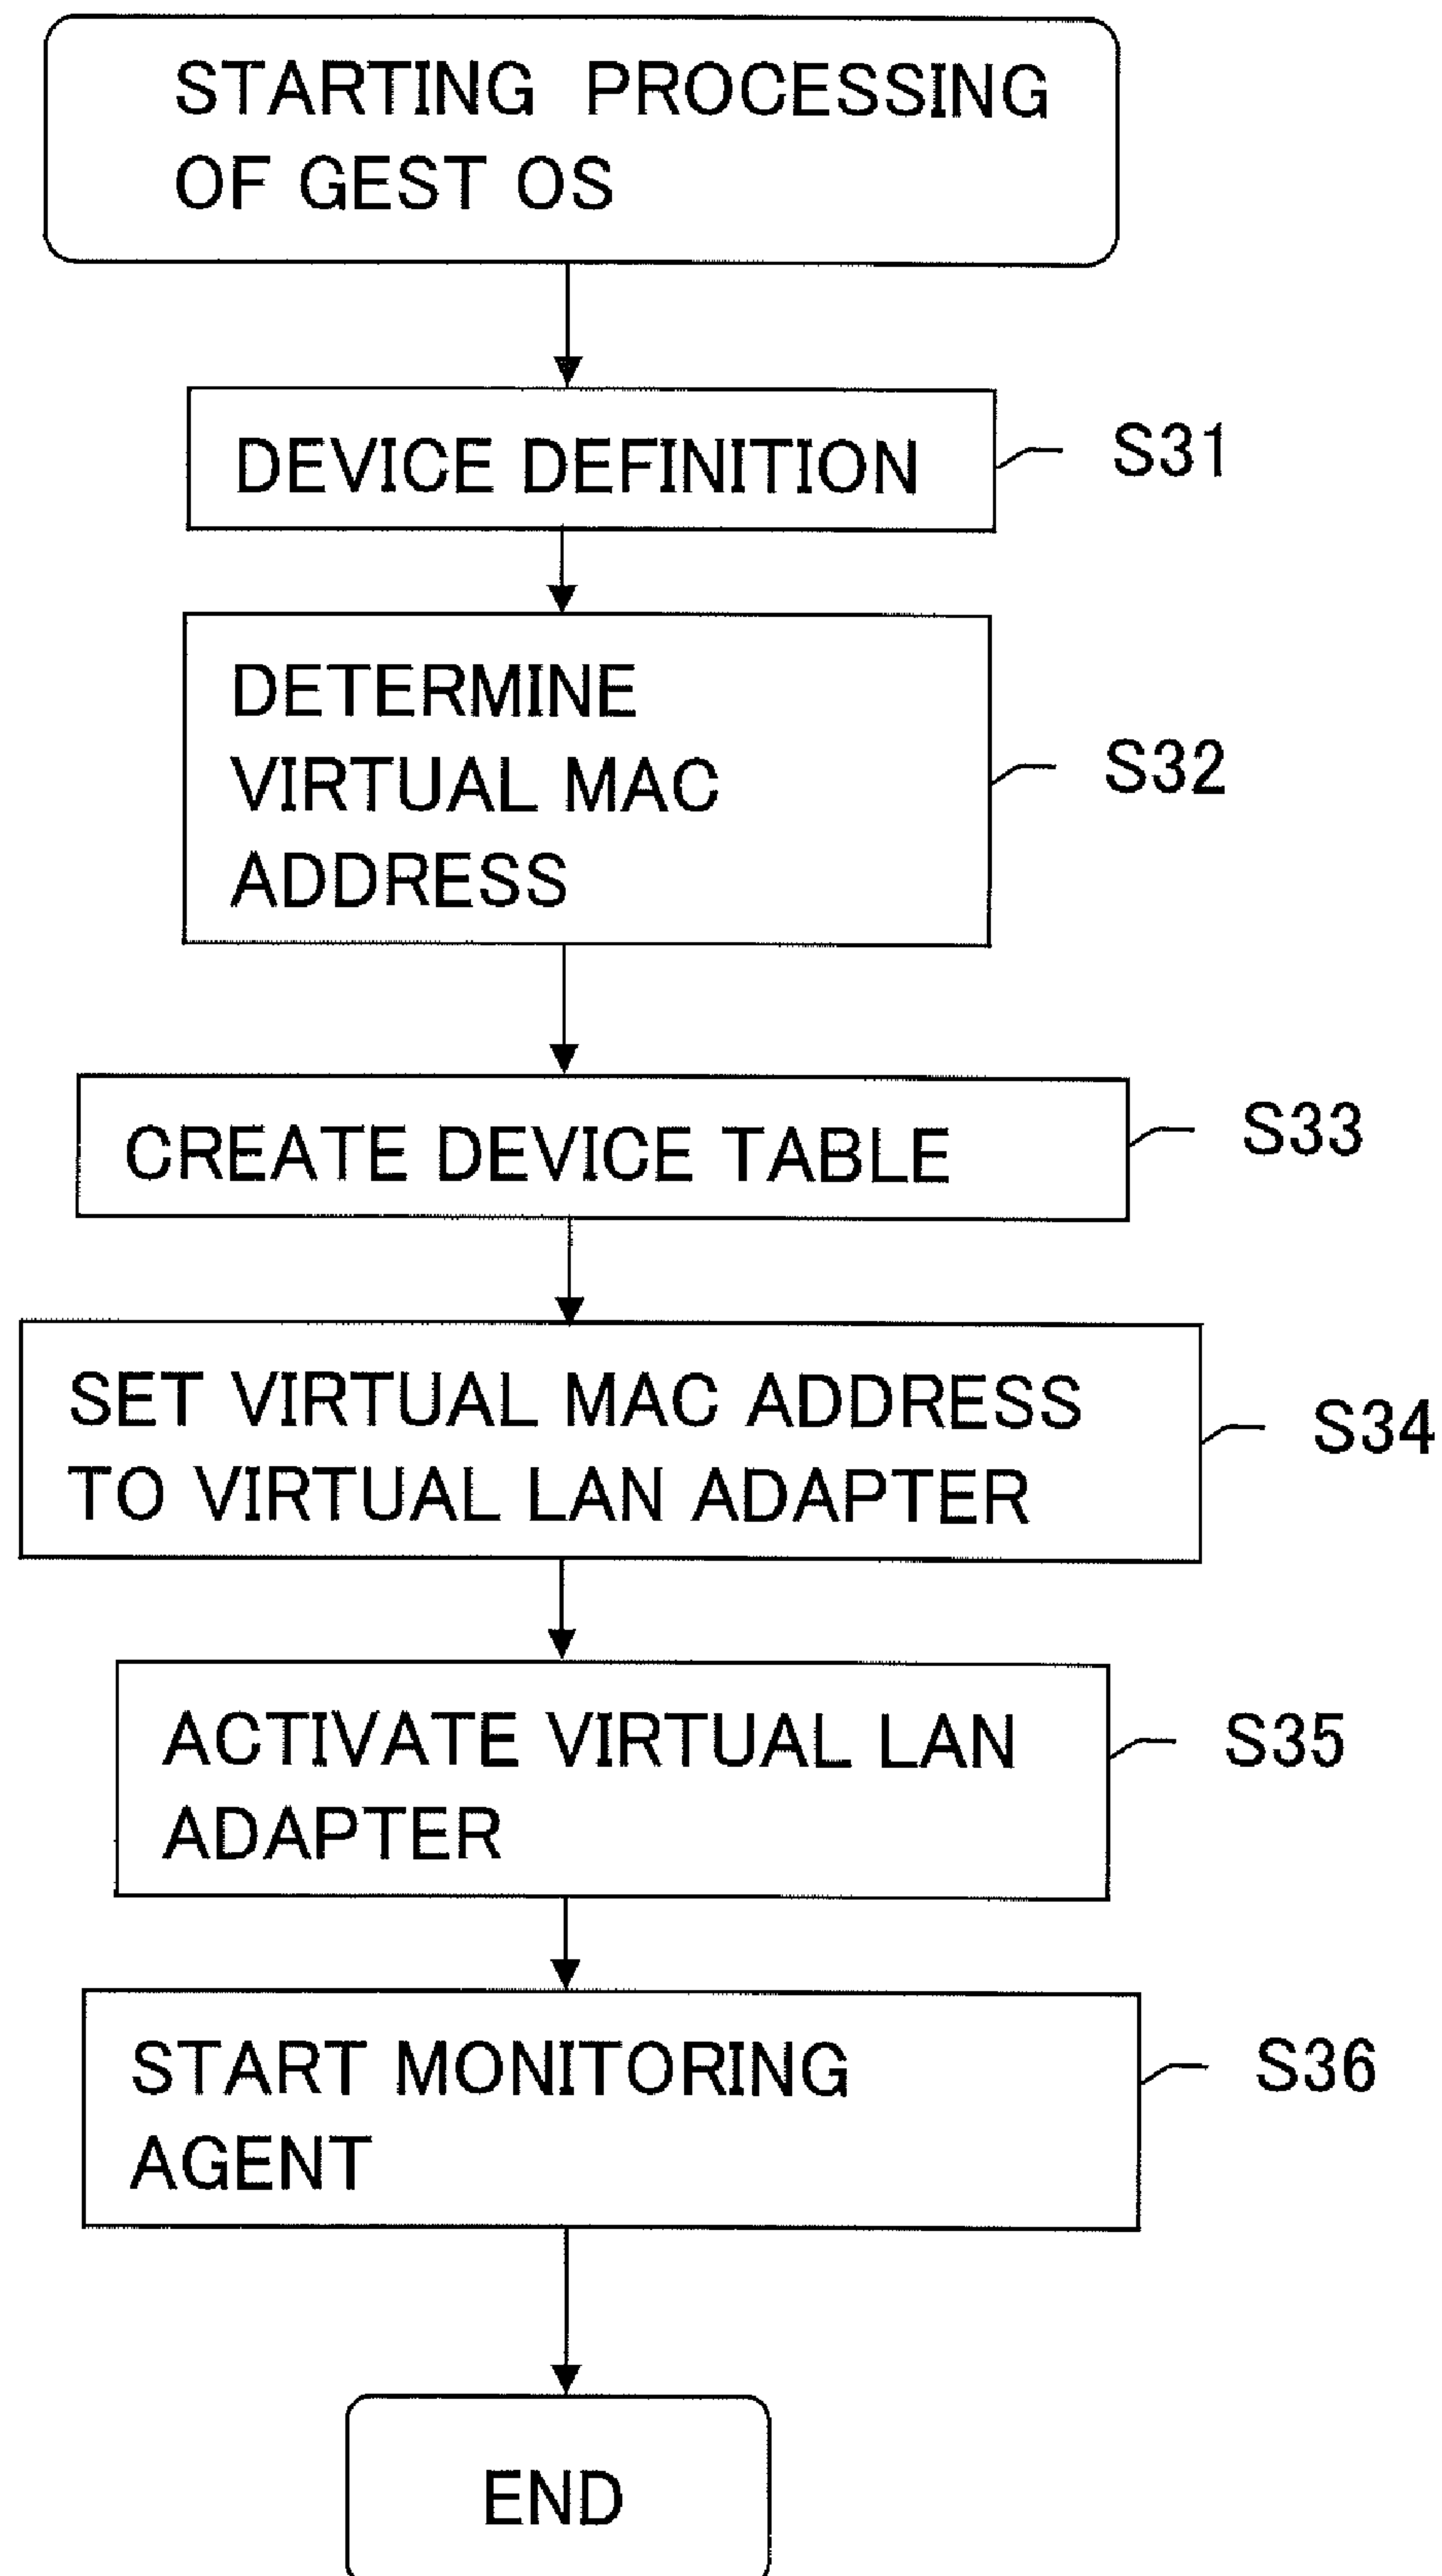 STARTING PROCESSING
OF GEST OS
DEVICE DEFINITION
S31
DETERMINE
VIRTUAL MAC
ADDRESS
S32
CREATE DEVICE TABLE
S33
SET VIRTUAL MAC ADDRESS
TO VIRTUAL LAN ADAPTER
S34
ACTIVATE VIRTUAL LAN
ADAPTER
S35
START MONITORING
AGENT
S36
END